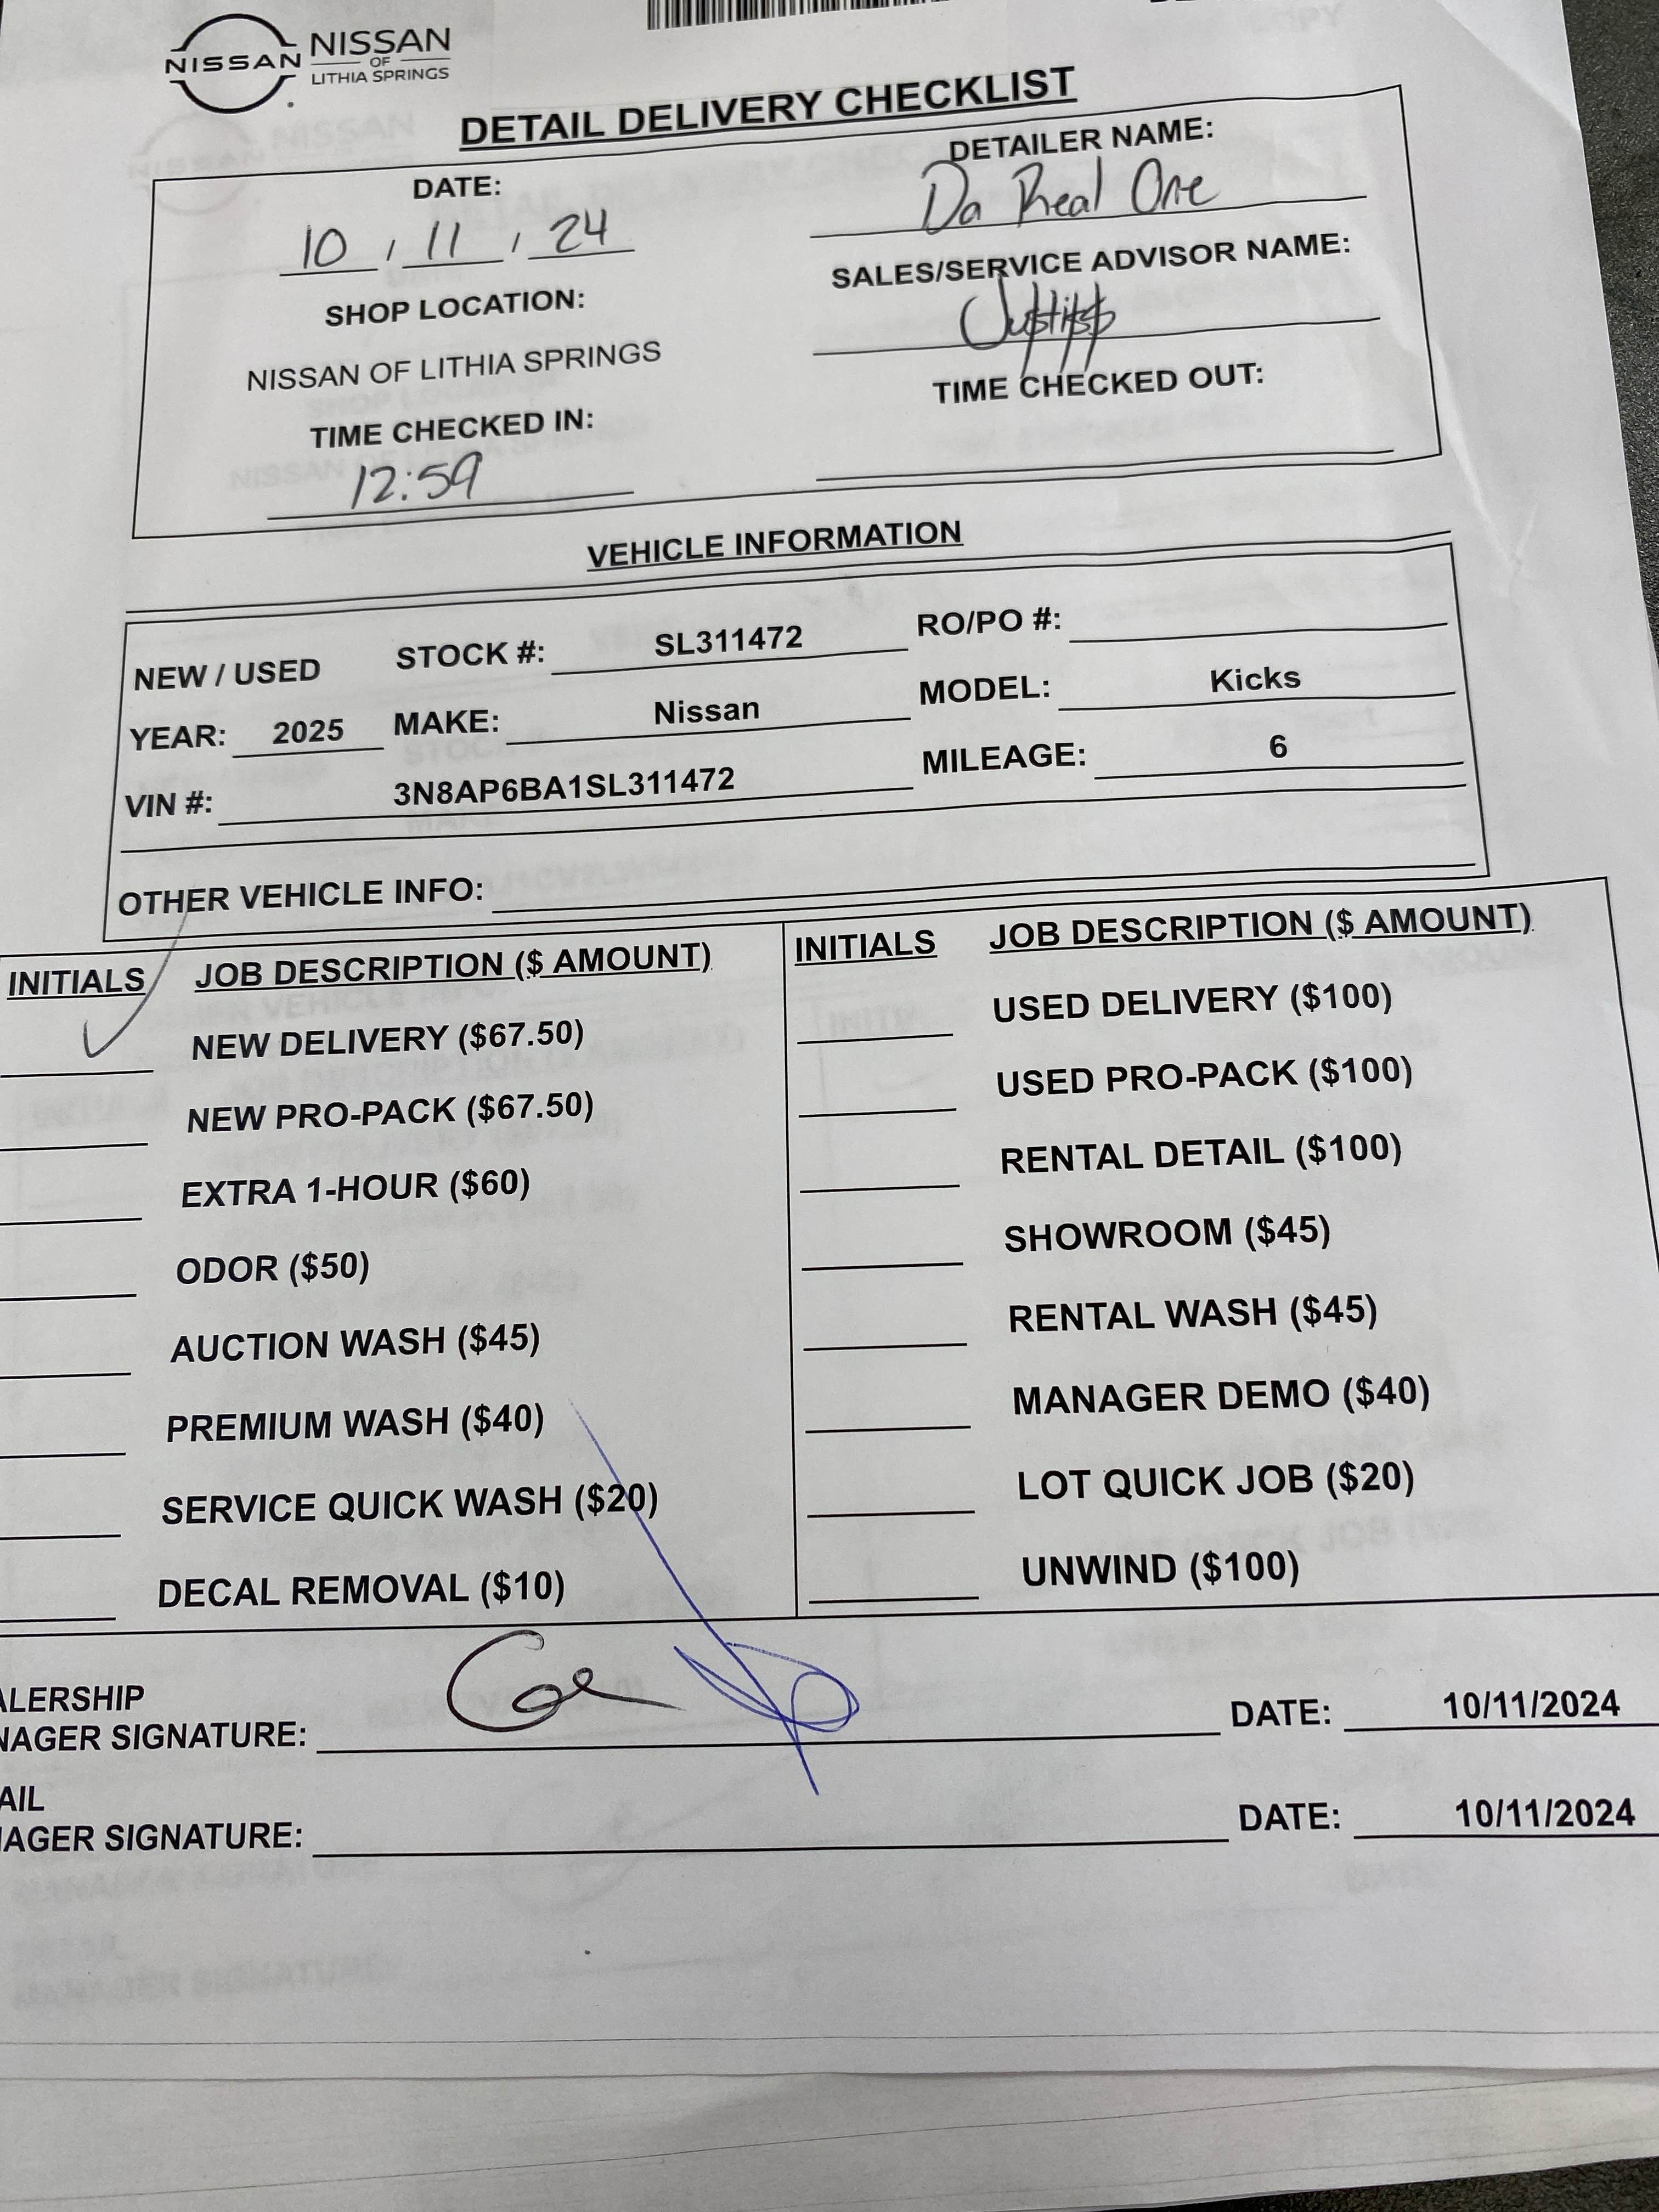 NISSAN
NISSAN
OF
LITHIA SPRINGS
COPY
DETAIL DELIVERY CHECKLIST
DATE:
10 / 11 / 24
DETAILER NAME:
Da Real One
SHOP LOCATION:
NISSAN OF LITHIA SPRINGS
SALES/SERVICE ADVISOR NAME:
TIME CHECKED IN:
12:59
TIME CHECKED OUT:
VEHICLE INFORMATION
NEW / USED STOCK #: SL311472 RO/PO #:
YEAR: 2025 MAKE: Nissan MODEL: Kicks
VIN #: 3N8AP6BA1SL311472 MILEAGE: 6
OTHER VEHICLE INFO:
INITIALS JOB DESCRIPTION ($ AMOUNT)
NEW DELIVERY ($67.50)
NEW PRO-PACK ($67.50)
EXTRA 1-HOUR ($60)
ODOR ($50)
AUCTION WASH ($45)
PREMIUM WASH ($40)
SERVICE QUICK WASH ($20)
DECAL REMOVAL ($10)
INITIALS JOB DESCRIPTION ($ AMOUNT)
USED DELIVERY ($100)
USED PRO-PACK ($100)
RENTAL DETAIL ($100)
SHOWROOM ($45)
RENTAL WASH ($45)
MANAGER DEMO ($40)
LOT QUICK JOB ($20)
UNWIND ($100)
ALERSHIP
NAGER SIGNATURE: DATE: 10/11/2024
AIL
AGER SIGNATURE: DATE: 10/11/2024